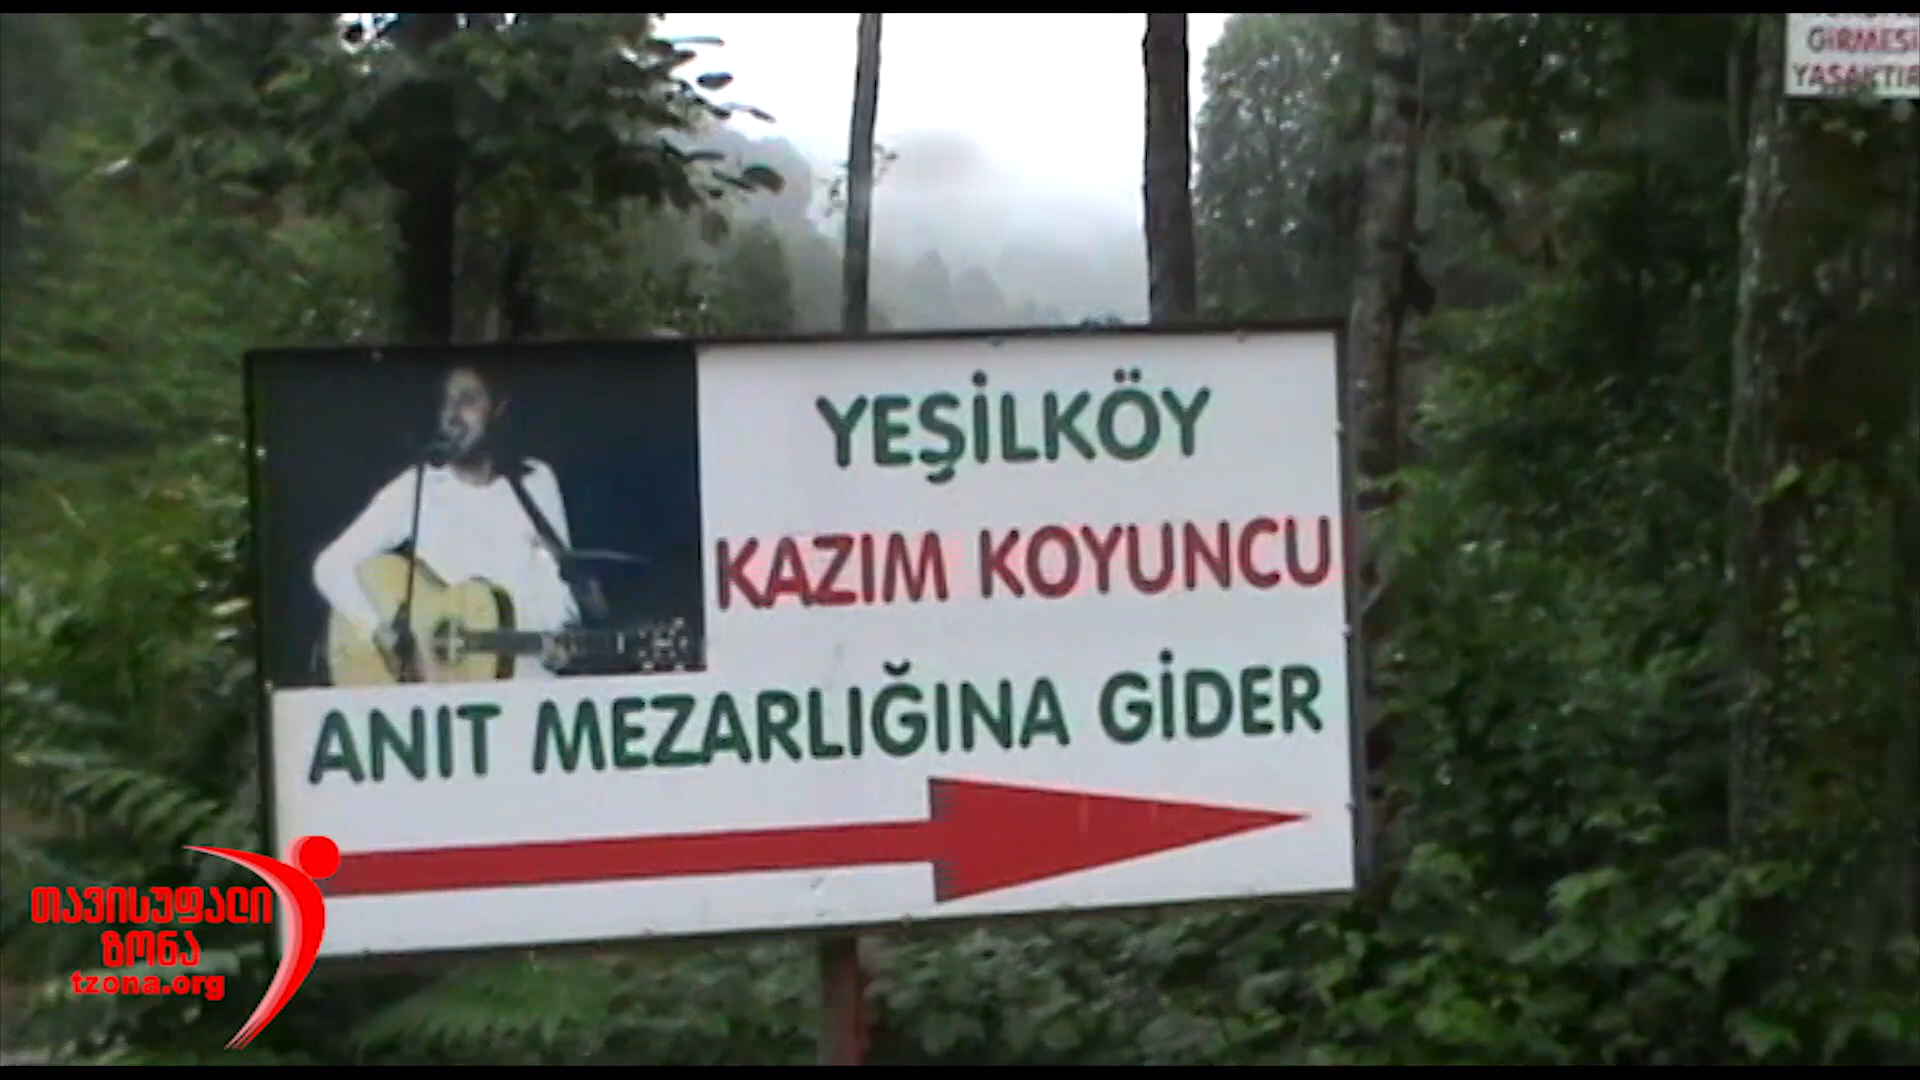 GİRMESİ
YASAKTIR
YEŞİLKÖY
KAZIM KOYUNCU
ANIT MEZARLIĞINA GİDER
თავისუფალი
ზონა
tzona.org